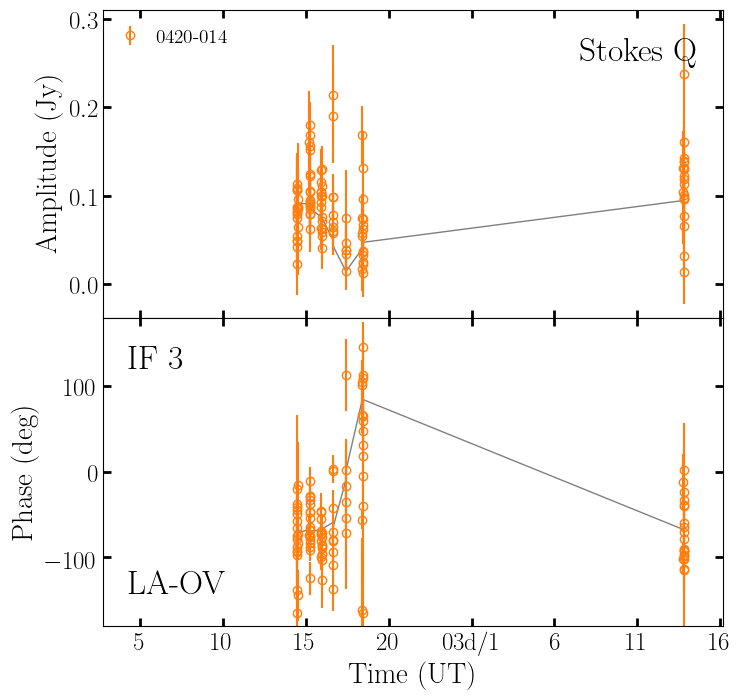 0420-014
Stokes Q
0.3
0.2
0.1
0.0
Amplitude (Jy)
IF 3
LA-OV
100
0
−100
Phase (deg)
5 10 15 20 03d/1 6 11 16
Time (UT)